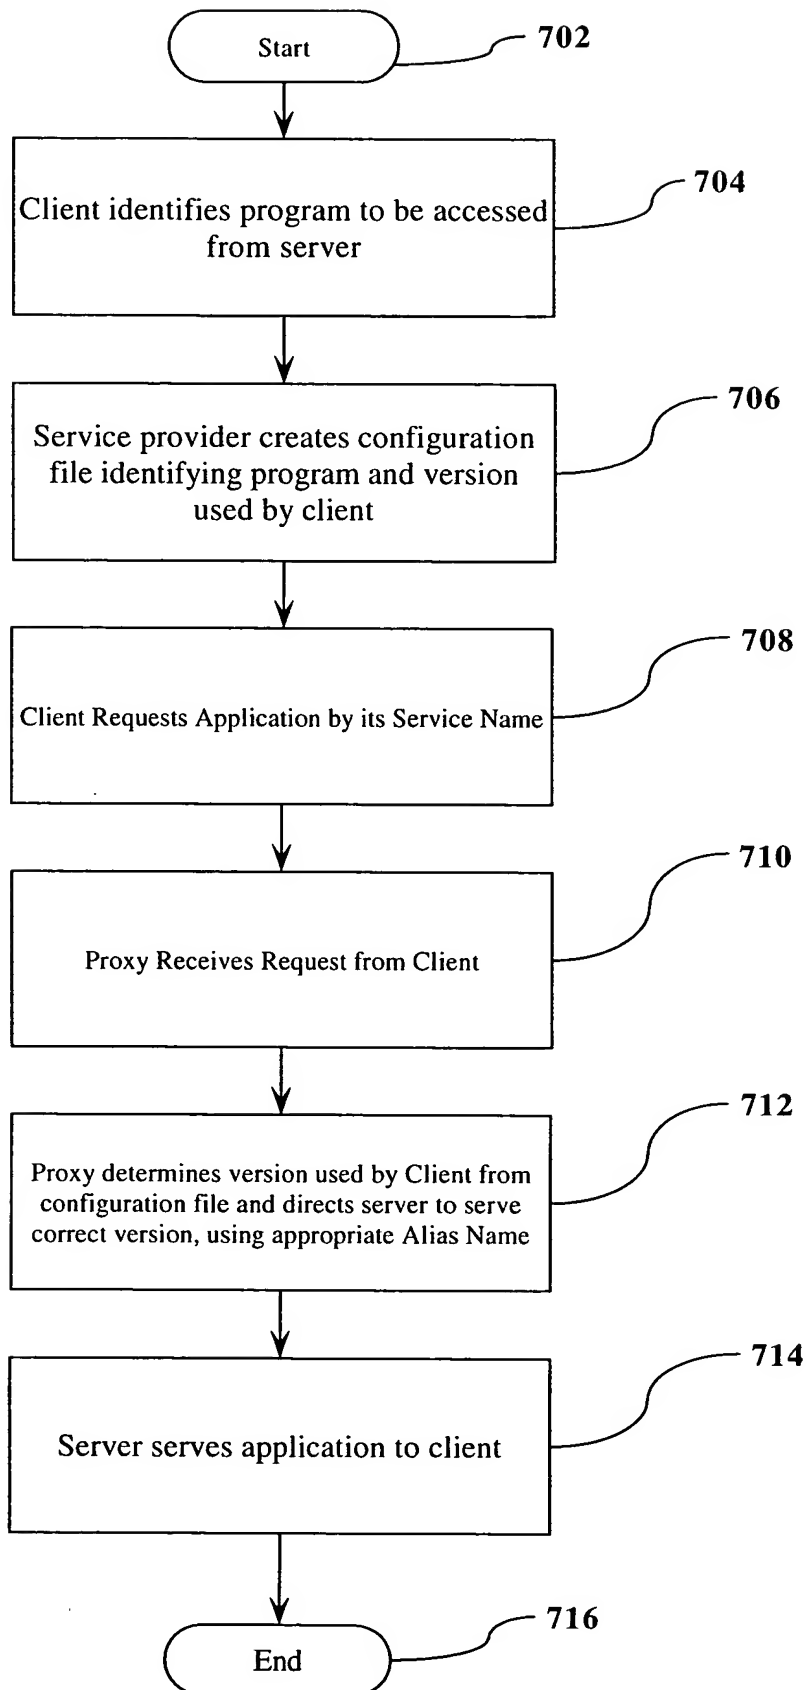 Start
702
704
Client identifies program to be accessed
from server
706
Service provider creates configuration
file identifying program and version
used by client
708
Client Requests Application by its Service Name
710
Proxy Receives Request from Client
712
Proxy determines version used by Client from
configuration file and directs server to serve
correct version, using appropriate Alias Name
714
Server serves application to client
716
End